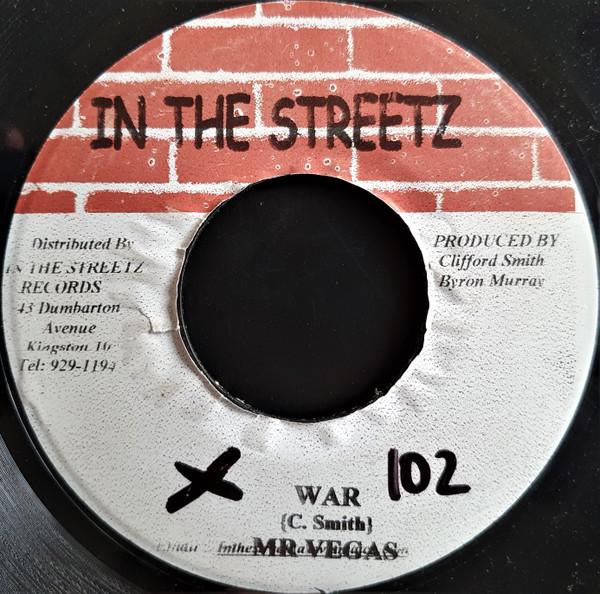 IN THE STREETZ
Distributed By
IN THE STREETZ
RECORDS
43 Dumbarton
Avenue
Kingston 10
Tel: 929-1194
PRODUCED BY
Clifford Smith
Byron Murray
X
102
WAR
{C. Smith}
MR VEGAS